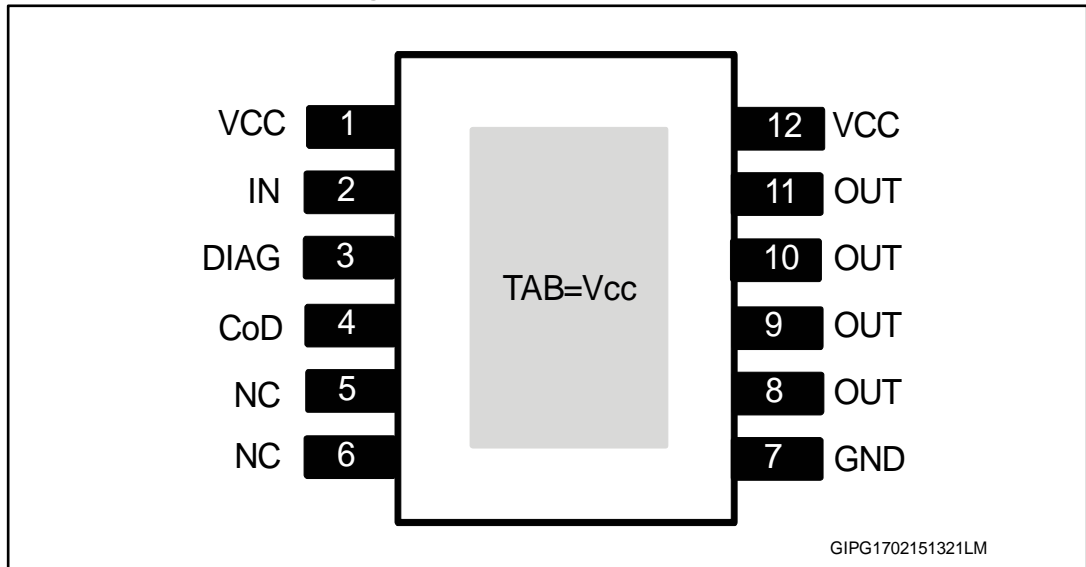 VCC 1 12 VCC
IN 2 11 OUT
DIAG 3 10 OUT
TAB=Vcc
CoD 4 9 OUT
NC 5 8 OUT
NC 6 7 GND
GIPG1702151321LM